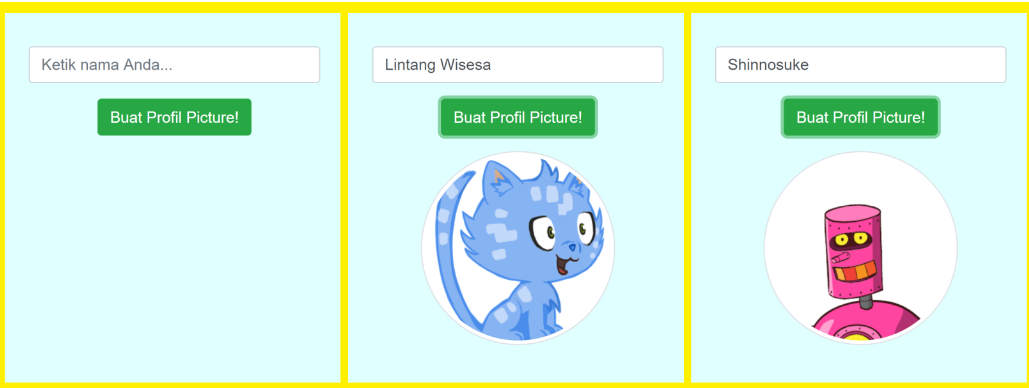 Ketik nama Anda...
Buat Profil Picture!
Lintang Wisesa
Buat Profil Picture!
Shinnosuke
Buat Profil Picture!